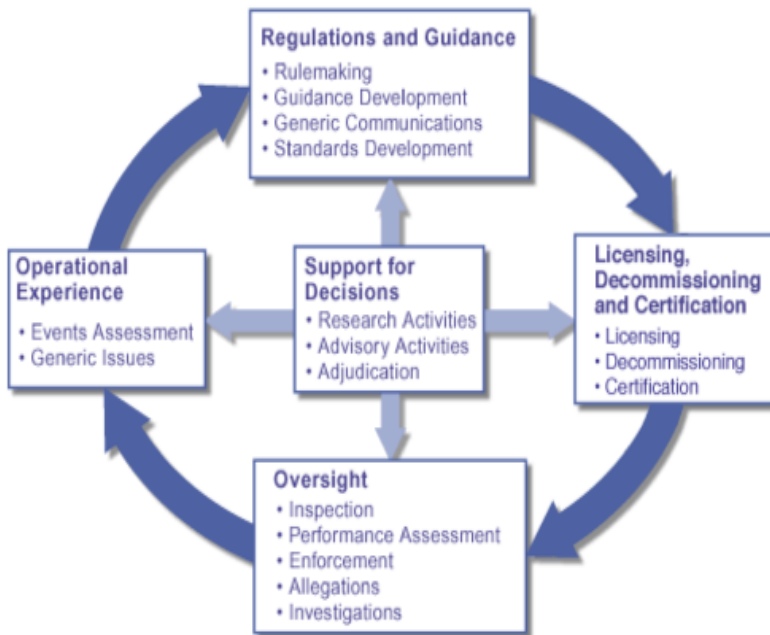 Regulations and Guidance
• Rulemaking
• Guidance Development
• Generic Communications
• Standards Development
Operational
Experience
• Events Assessment
• Generic Issues
Support for
Decisions
• Research Activities
• Advisory Activities
• Adjudication
Licensing,
Decommissioning
and Certification
• Licensing
• Decommissioning
• Certification
Oversight
• Inspection
• Performance Assessment
• Enforcement
• Allegations
• Investigations